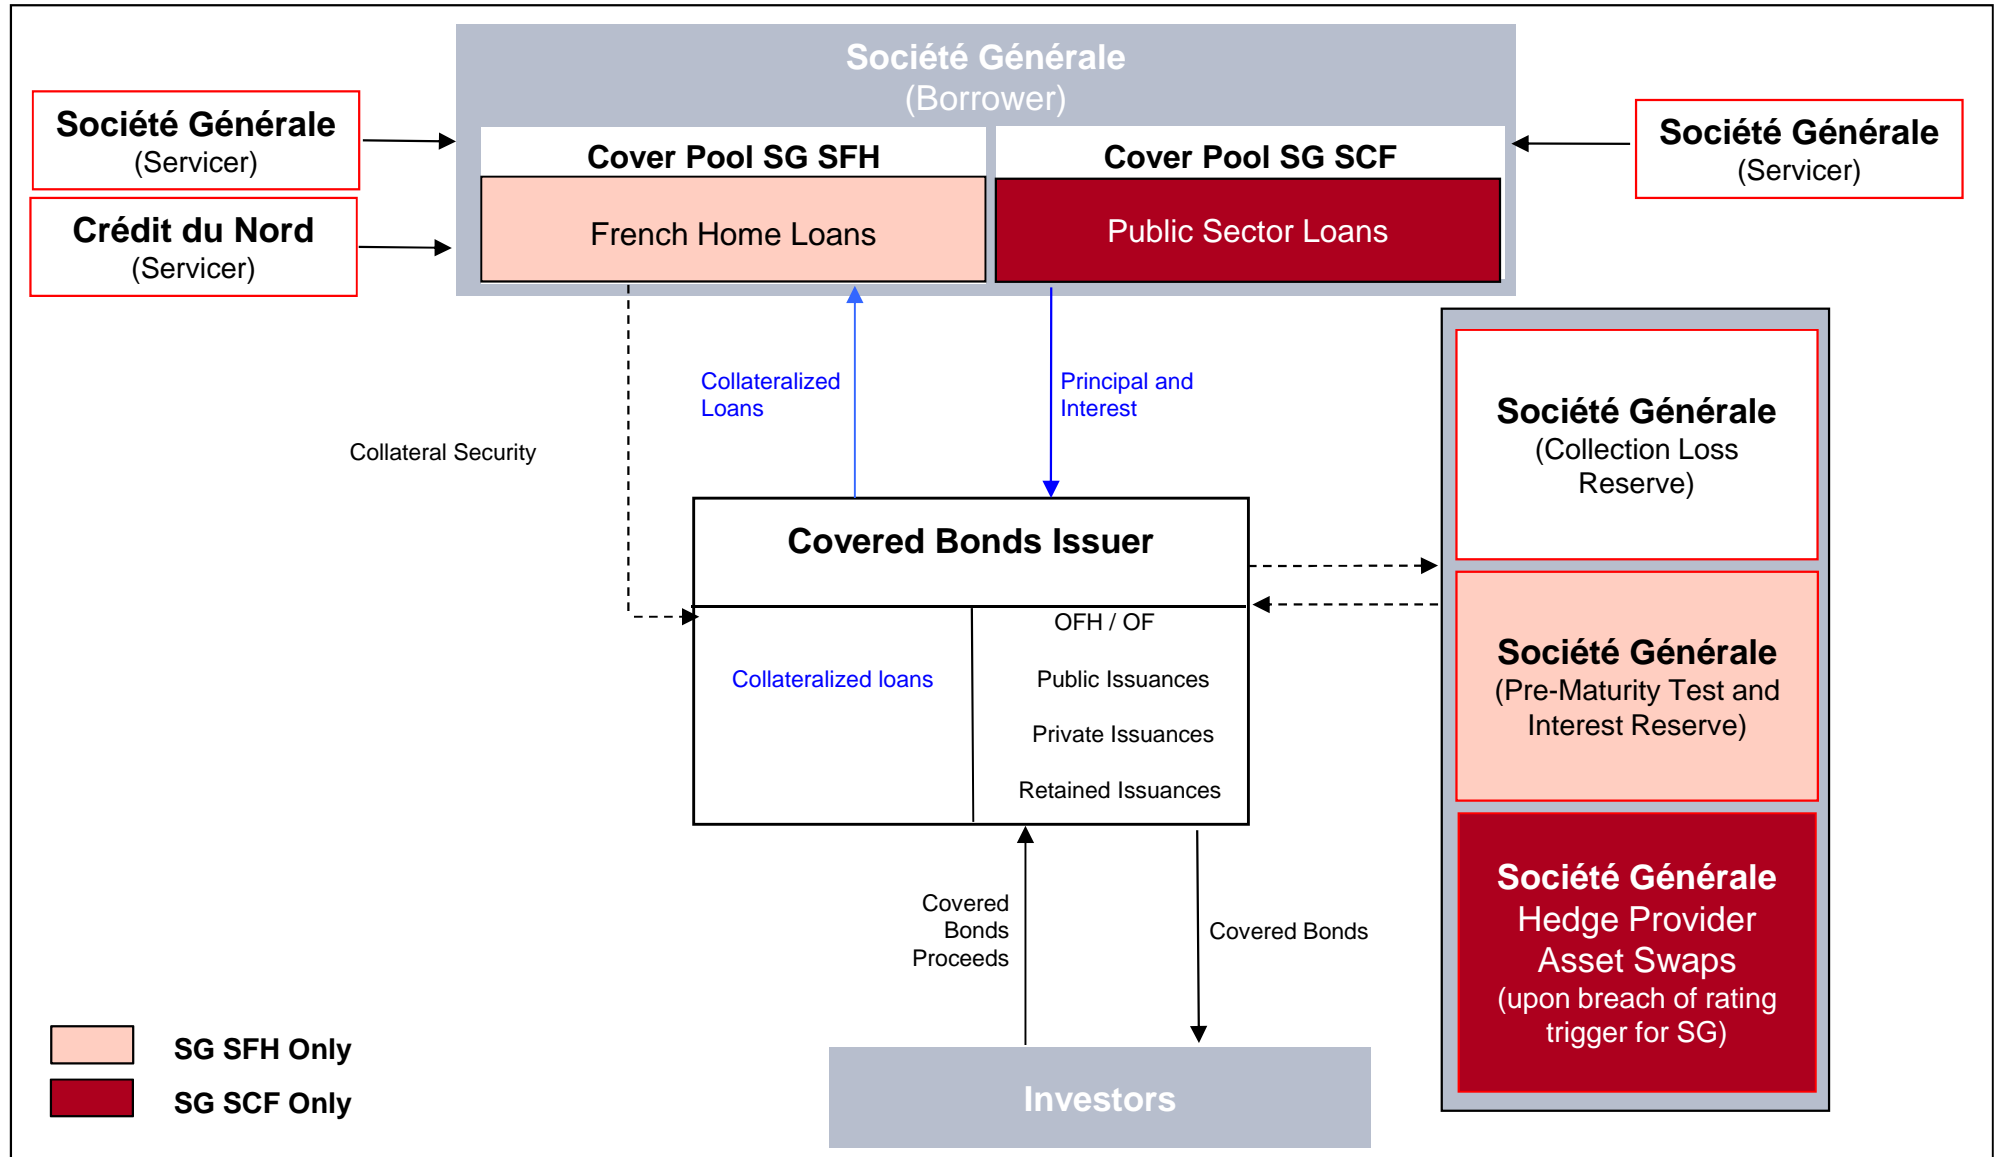 Société Générale
(Borrower)
Société Générale
(Servicer)
Crédit du Nord
(Servicer)
Cover Pool SG SFH
French Home Loans
Cover Pool SG SCF
Public Sector Loans
Société Générale
(Servicer)
Collateralized
Loans
Principal and
Interest
Collateral Security
Covered Bonds Issuer
Collateralized loans
OFH / OF
Public Issuances
Private Issuances
Retained Issuances
Société Générale
(Collection Loss
Reserve)
Société Générale
(Pre-Maturity Test and
Interest Reserve)
Société Générale
Hedge Provider
Asset Swaps
(upon breach of rating
trigger for SG)
Covered
Bonds
Proceeds
Covered Bonds
Investors
SG SFH Only
SG SCF Only